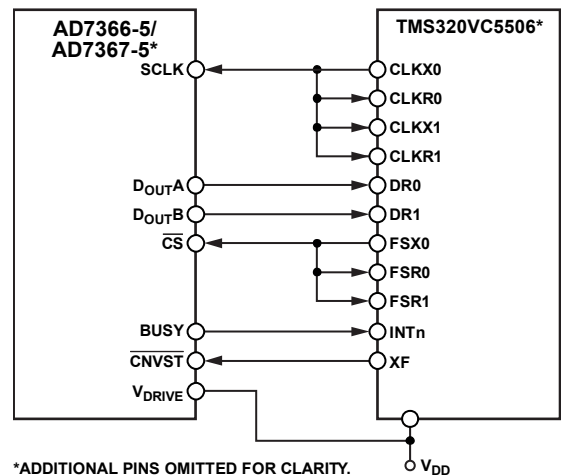 AD7366-5/
AD7367-5*
TMS320VC5506*
SCLK
CLKX0
CLKR0
CLKX1
CLKR1
DOUTA
DR0
DOUTB
DR1
CS
FSX0
FSR0
FSR1
BUSY
INTn
CNVST
XF
VDRIVE
VDD
*ADDITIONAL PINS OMITTED FOR CLARITY.